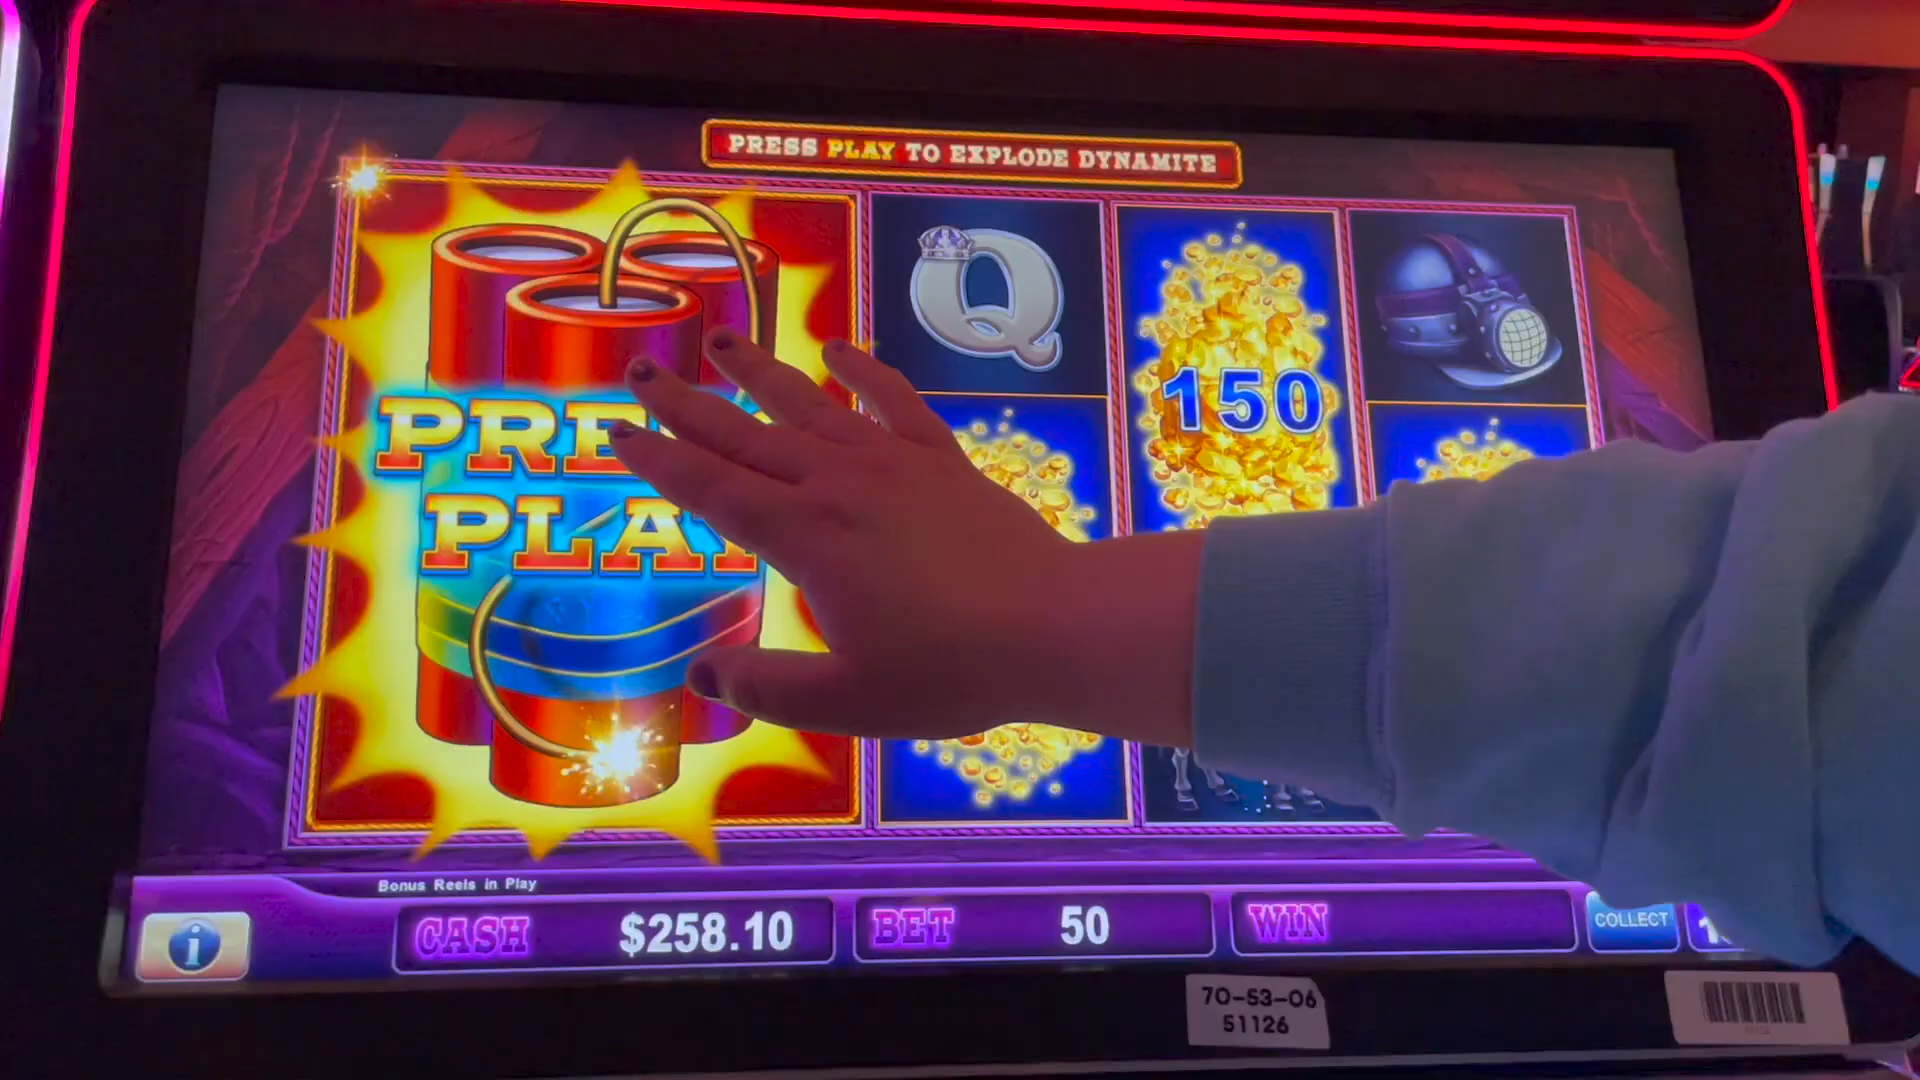 PRESS PLAY TO EXPLODE DYNAMITE
Q
150
PLAY
Bonus Reels in Play
CASH $258.10
BET 50
WIN
COLLECT
70-53-06
51126